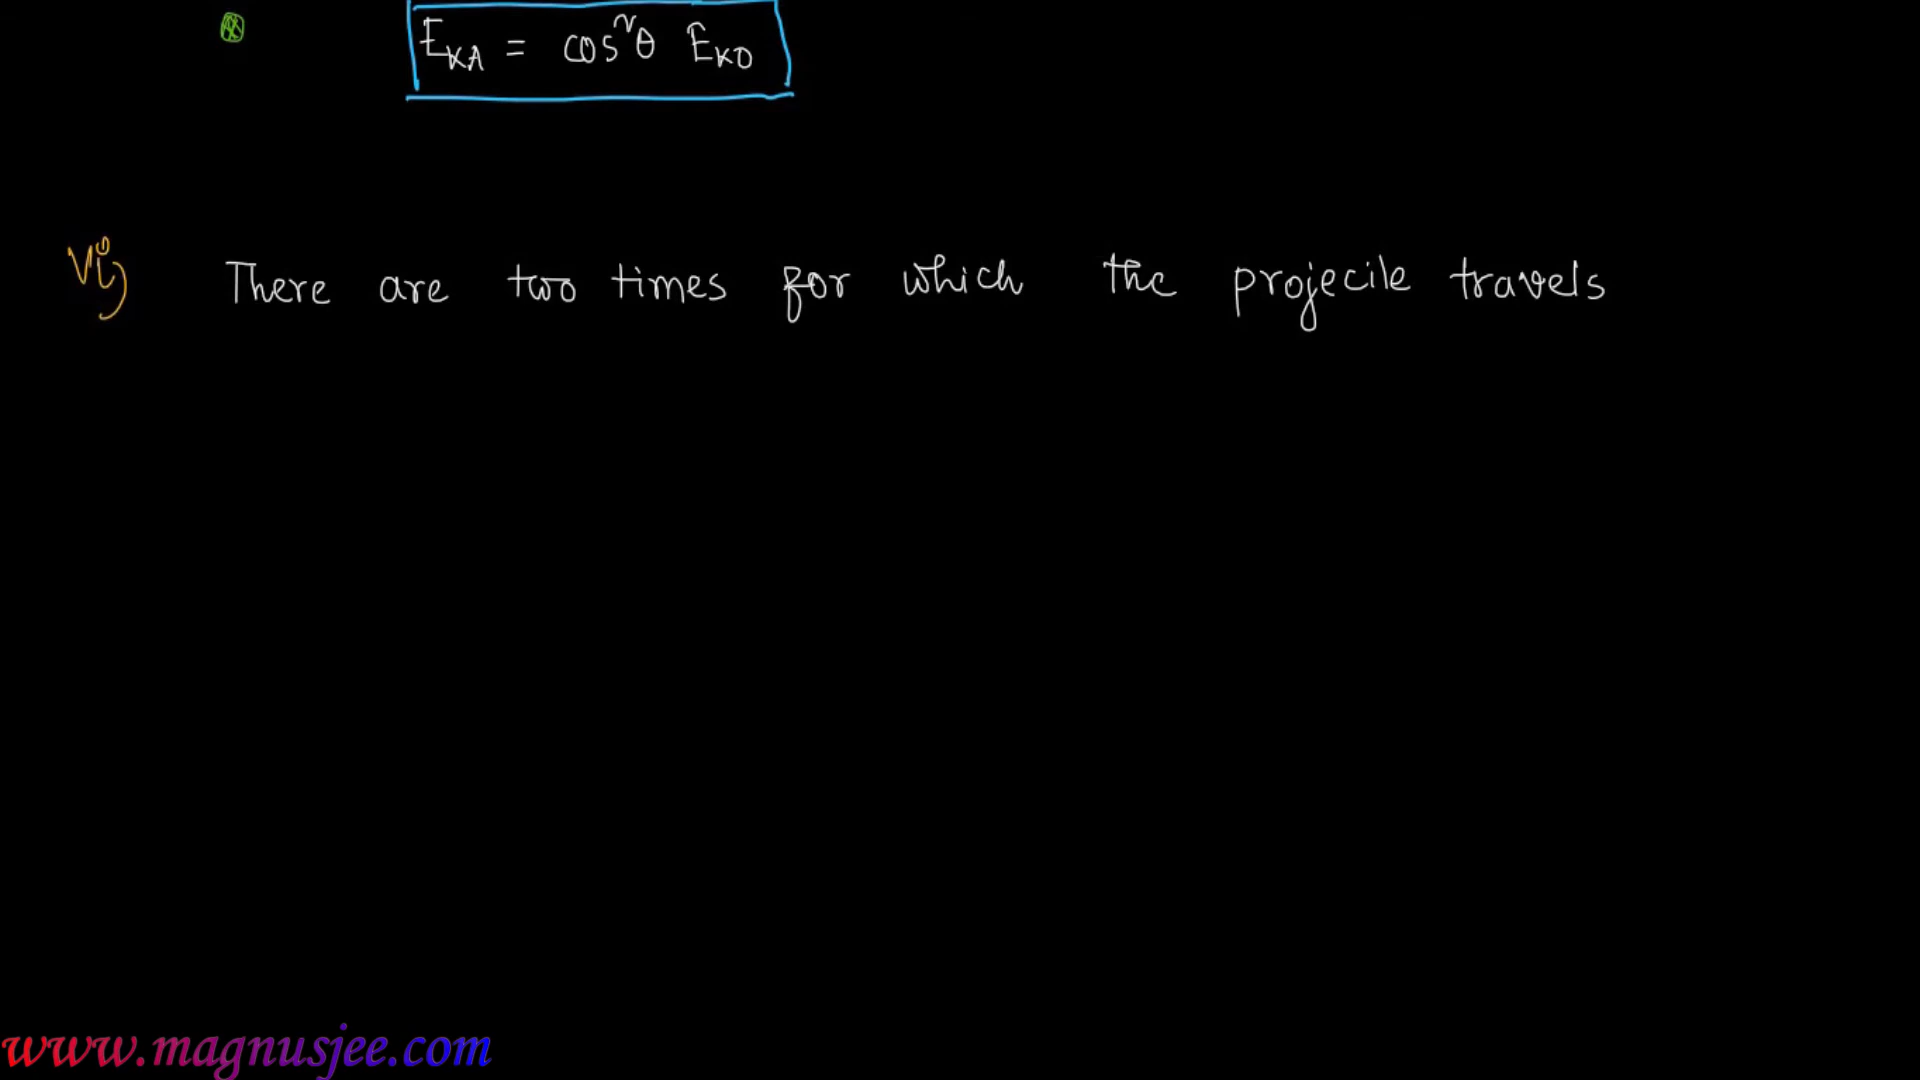 E_KA = cos²θ E_KO
vi) There are two times for which the projecile travels
www.magnusjee.com